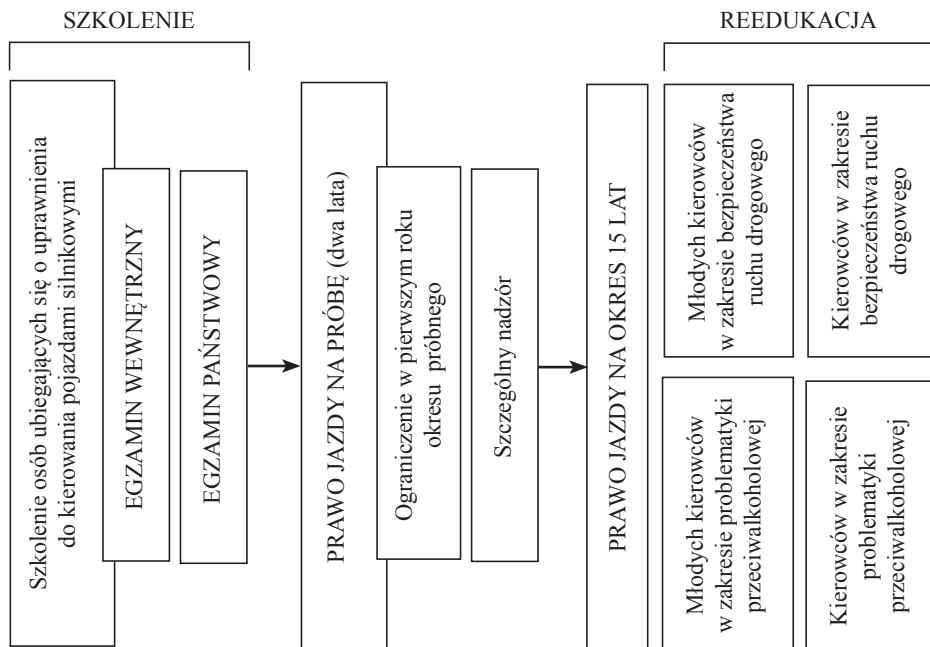 SZKOLENIE
REEDUKACJA
Szkolenie osób ubiegających się o uprawnienia
do kierowania pojazdami silnikowymi
EGZAMIN WEWNĘTRZNY
EGZAMIN PAŃSTWOWY
PRAWO JAZDY NA PRÓBĘ (dwa lata)
Ograniczenie w pierwszym roku
okresu próbnego
Szczególny nadzór
PRAWO JAZDY NA OKRES 15 LAT
Młodych kierowców
w zakresie bezpieczeństwa
ruchu drogowego
Kierowców w zakresie
bezpieczeństwa ruchu
drogowego
Młodych kierowców
w zakresie problematyki
przeciwalkoholowej
Kierowców w zakresie
problematyki
przeciwalkoholowej